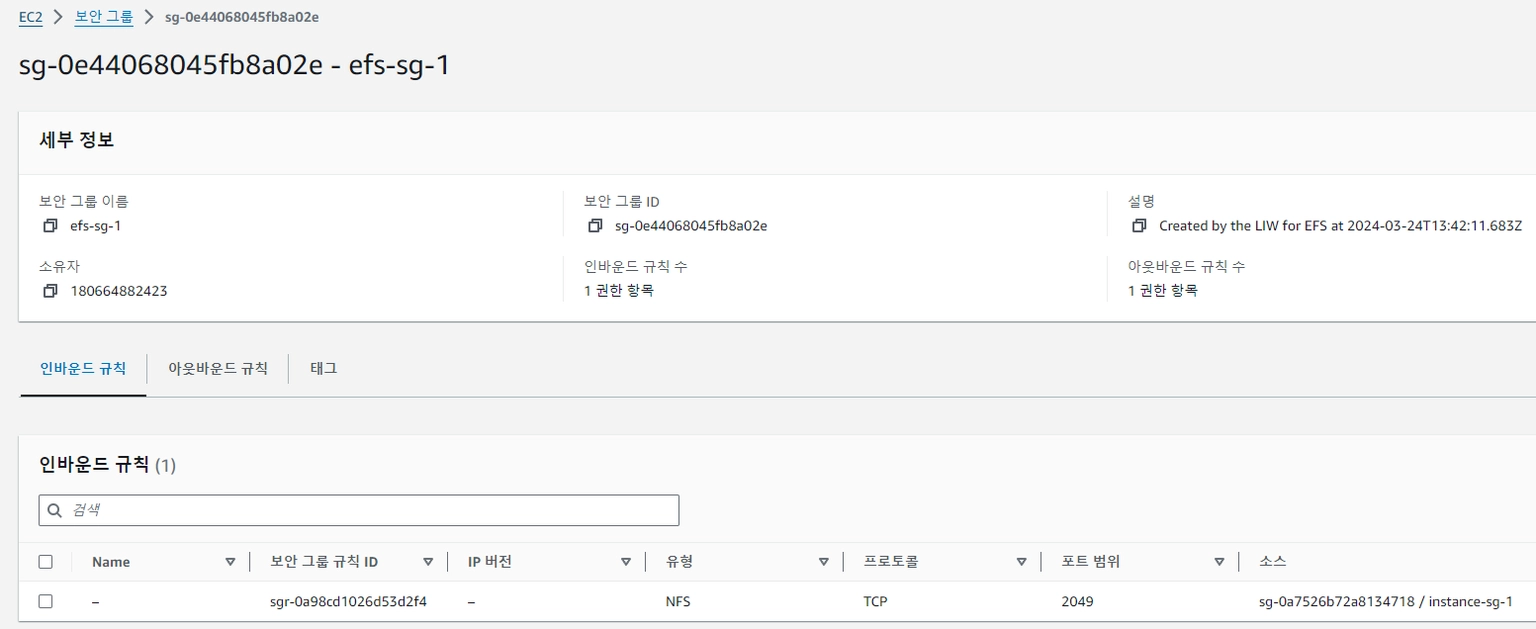 EC2 > 보안 그룹 > sg-0e44068045fb8a02e
sg-0e44068045fb8a02e - efs-sg-1
세부 정보
보안 그룹 이름 보안 그룹 ID 설명
efs-sg-1 sg-0e44068045fb8a02e Created by the LIW for EFS at 2024-03-24T13:42:11.683Z
소유자 인바운드 규칙 수 아웃바운드 규칙 수
180664882423 1 권한 항목 1 권한 항목
인바운드 규칙 아웃바운드 규칙 태그
인바운드 규칙 (1)
검색
Name 보안 그룹 규칙 ID IP 버전 유형 프로토콜 포트 범위 소스
– sgr-0a98cd1026d53d2f4 – NFS TCP 2049 sg-0a7526b72a8134718 / instance-sg-1